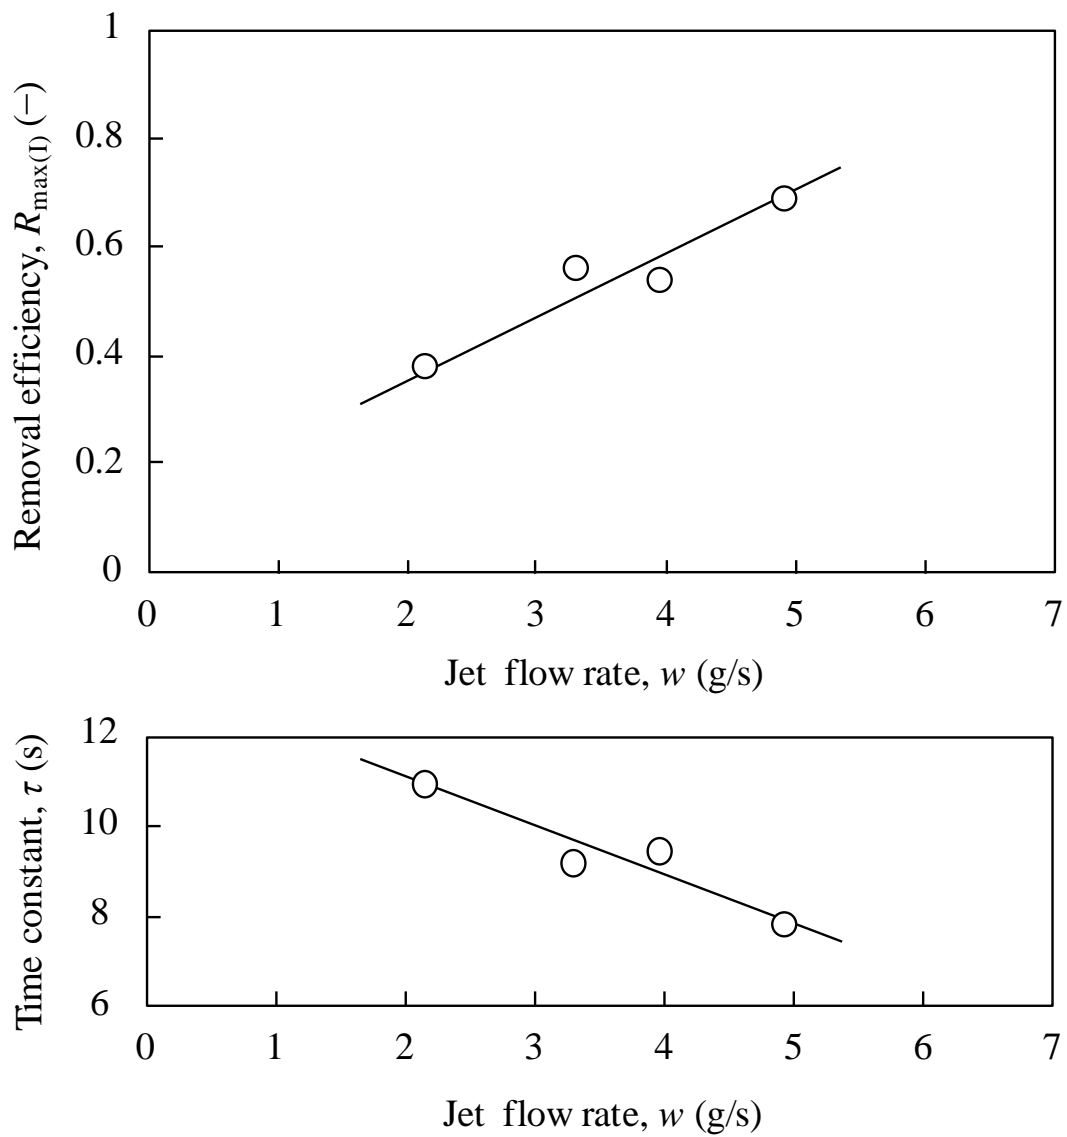 Removal efficiency, R max(I) (−)
1
0.8
0.6
0.4
0.2
0
0 1 2 3 4 5 6 7
Jet flow rate, w (g/s)
Time constant, τ (s)
12
10
8
6
0 1 2 3 4 5 6 7
Jet flow rate, w (g/s)